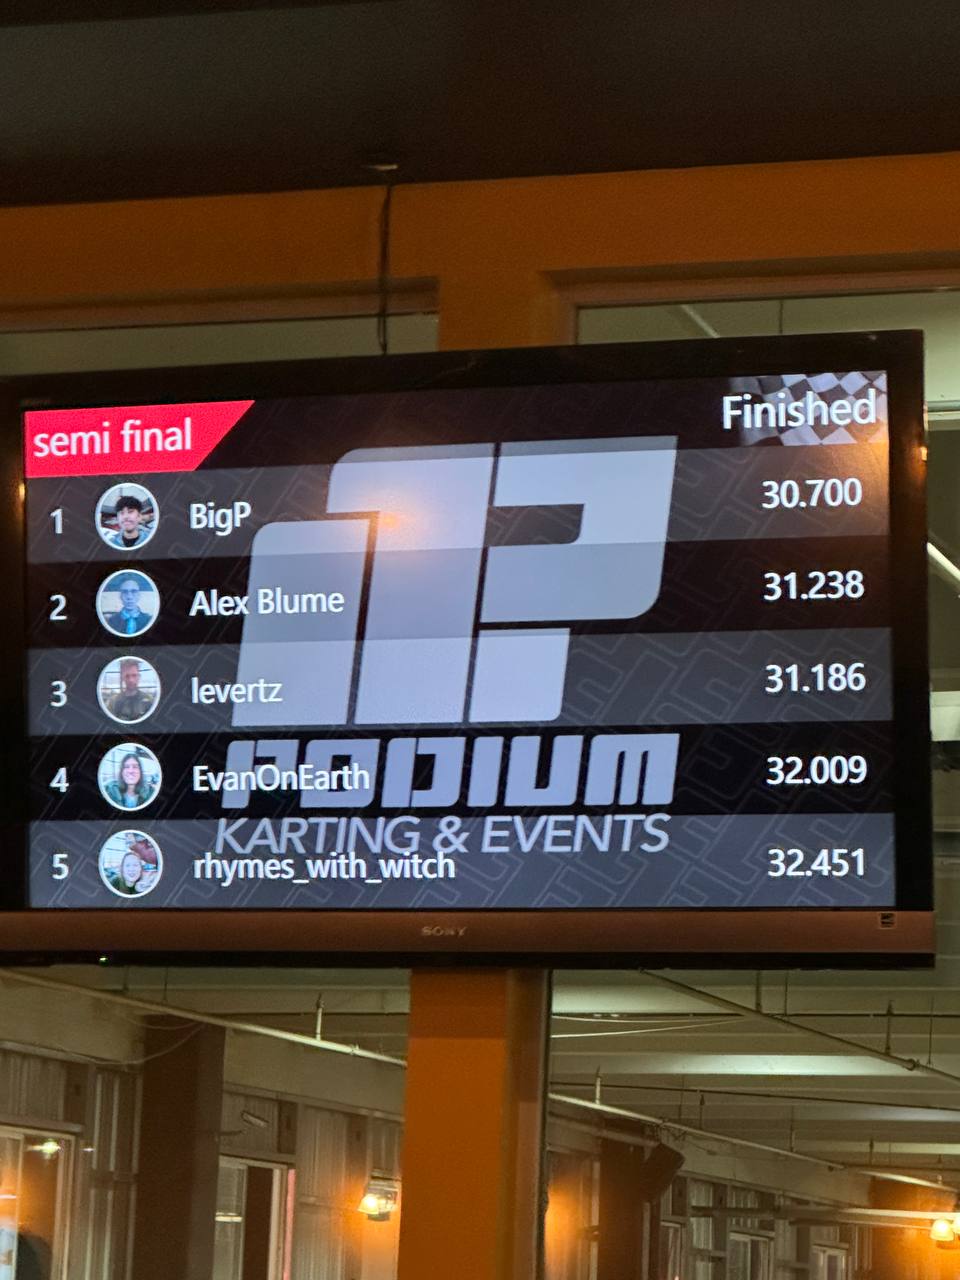 semi final
Finished
1 BigP 30.700
2 Alex Blume 31.238
3 levertz 31.186
4 EvanOnEarth 32.009
5 rhymes_with_witch 32.451
PODIUM
KARTING & EVENTS
SONY